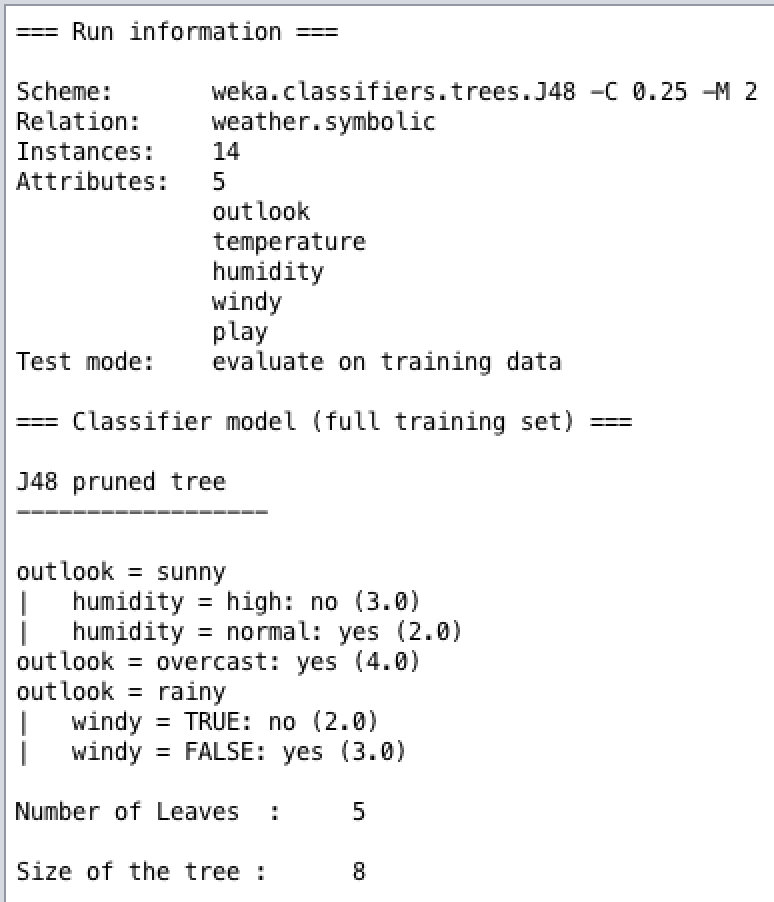 === Run information ===
Scheme:       weka.classifiers.trees.J48 -C 0.25 -M 2
Relation:     weather.symbolic
Instances:    14
Attributes:   5
              outlook
              temperature
              humidity
              windy
              play
Test mode:    evaluate on training data
=== Classifier model (full training set) ===
J48 pruned tree
------------------
outlook = sunny
|   humidity = high: no (3.0)
|   humidity = normal: yes (2.0)
outlook = overcast: yes (4.0)
outlook = rainy
|   windy = TRUE: no (2.0)
|   windy = FALSE: yes (3.0)
Number of Leaves  :     5
Size of the tree :      8